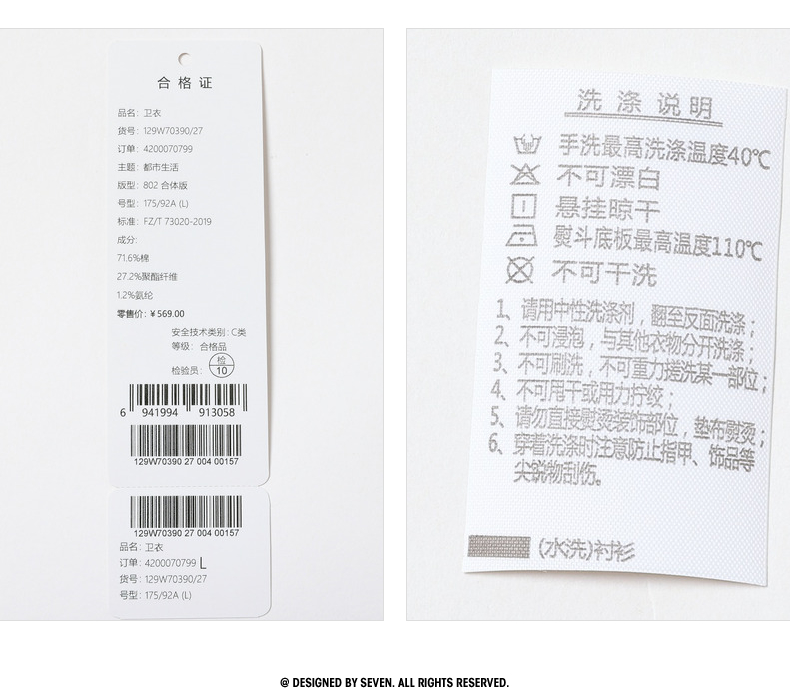 合格证
品名：卫衣
货号：129W70390/27
订单：4200070799
主题：都市生活
版型：802 合体版
号型：175/92A (L)
标准：FZ/T 73020-2019
成分：
71.6%棉
27.2%聚酯纤维
1.2%氨纶
零售价：¥569.00
安全技术类别：C类
等级：合格品
检验员：检 10
6 941994 913058
129W70390 27 004 00157
129W70390 27 004 00157
品名：卫衣
订单：4200070799 L
货号：129W70390/27
号型：175/92A (L)
洗涤说明
手洗最高洗涤温度40℃
不可漂白
悬挂晾干
熨斗底板最高温度110℃
不可干洗
1、请用中性洗涤剂，翻至反面洗涤；
2、不可浸泡，与其他衣物分开洗涤；
3、不可刷洗，不可重力搓洗某一部位；
4、不可甩干或用力拧绞；
5、请勿直接熨烫装饰部位，垫布熨烫；
6、穿着洗涤时注意防止指甲、饰品等
尖锐物刮伤。
(水洗)衬衫
@ DESIGNED BY SEVEN. ALL RIGHTS RESERVED.